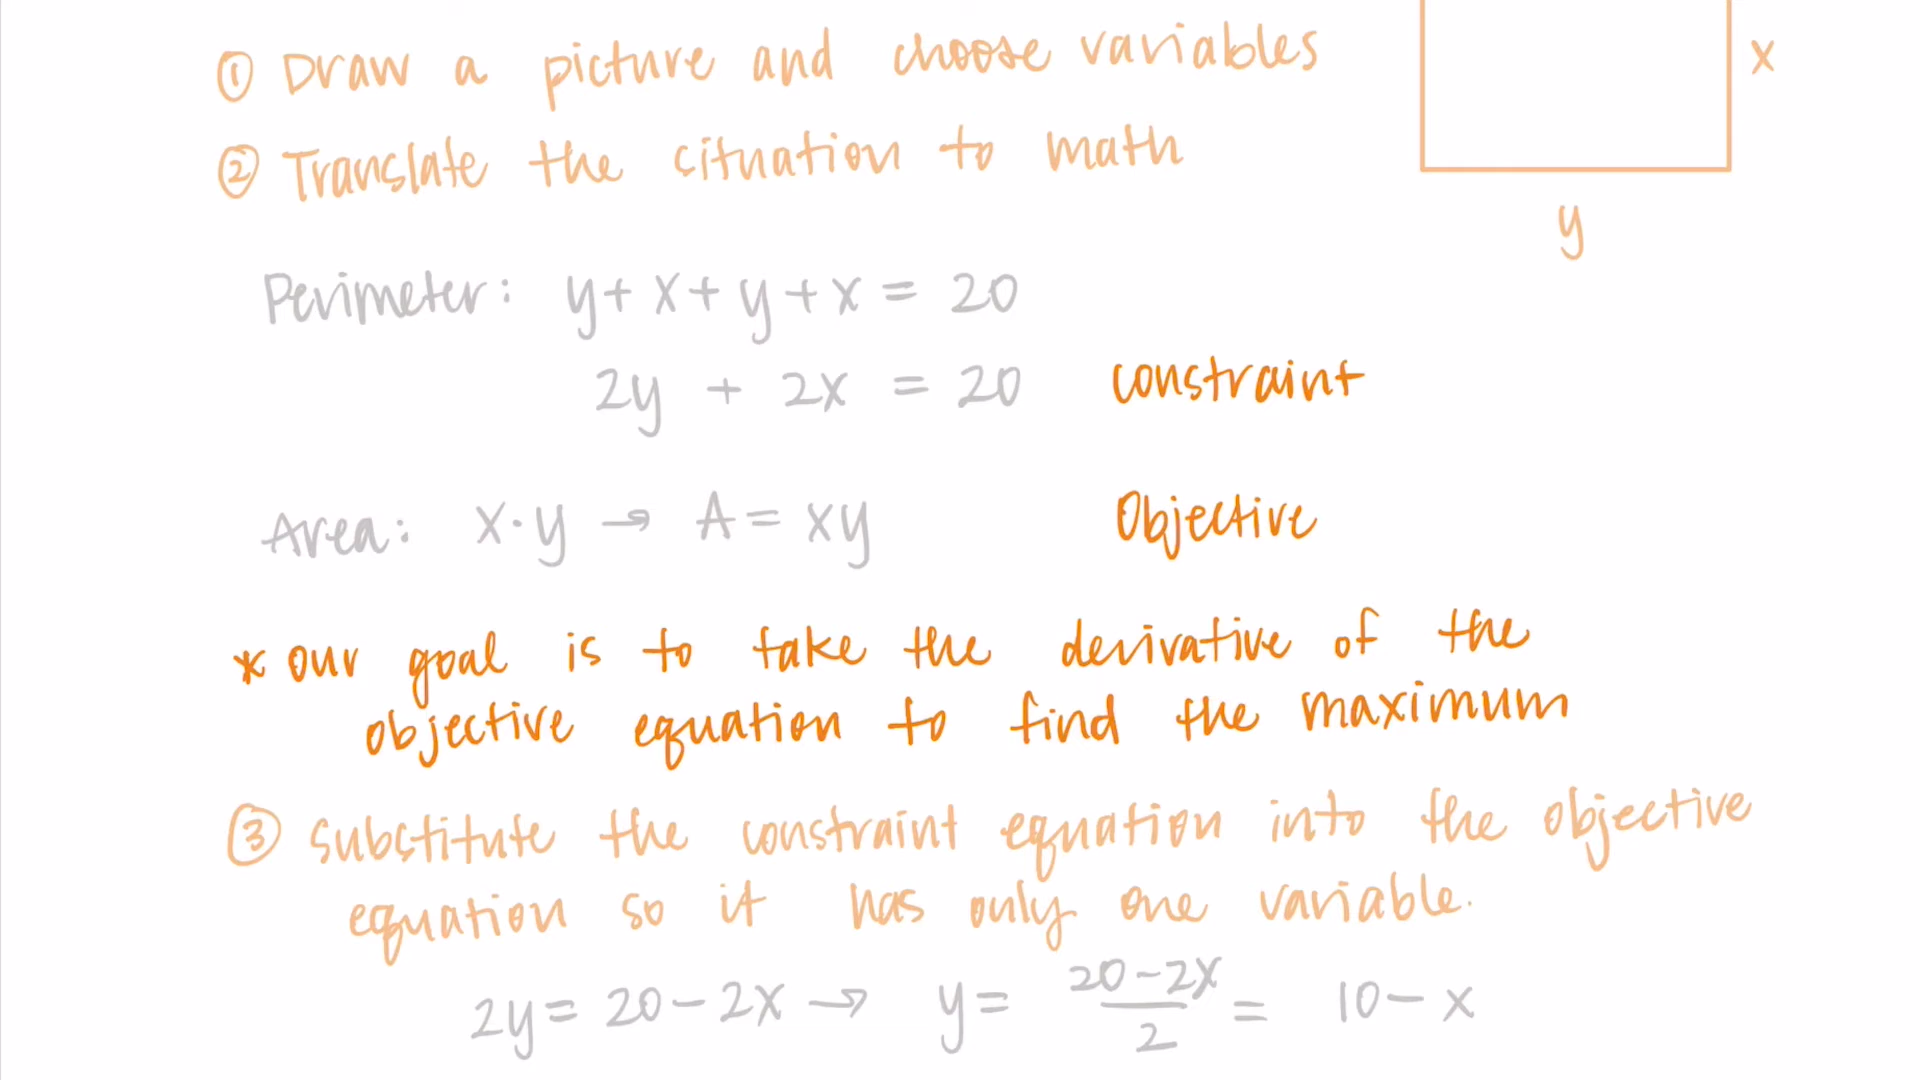 ① Draw a picture and choose variables
x
② Translate the situation to math
y
Perimeter: y + x + y + x = 20
2y + 2x = 20 constraint
Area: x · y → A = xy Objective
* our goal is to take the derivative of the
objective equation to find the maximum
③ Substitute the constraint equation into the objective
equation so it has only one variable.
2y = 20 - 2x → y = (20 - 2x)/2 = 10 - x